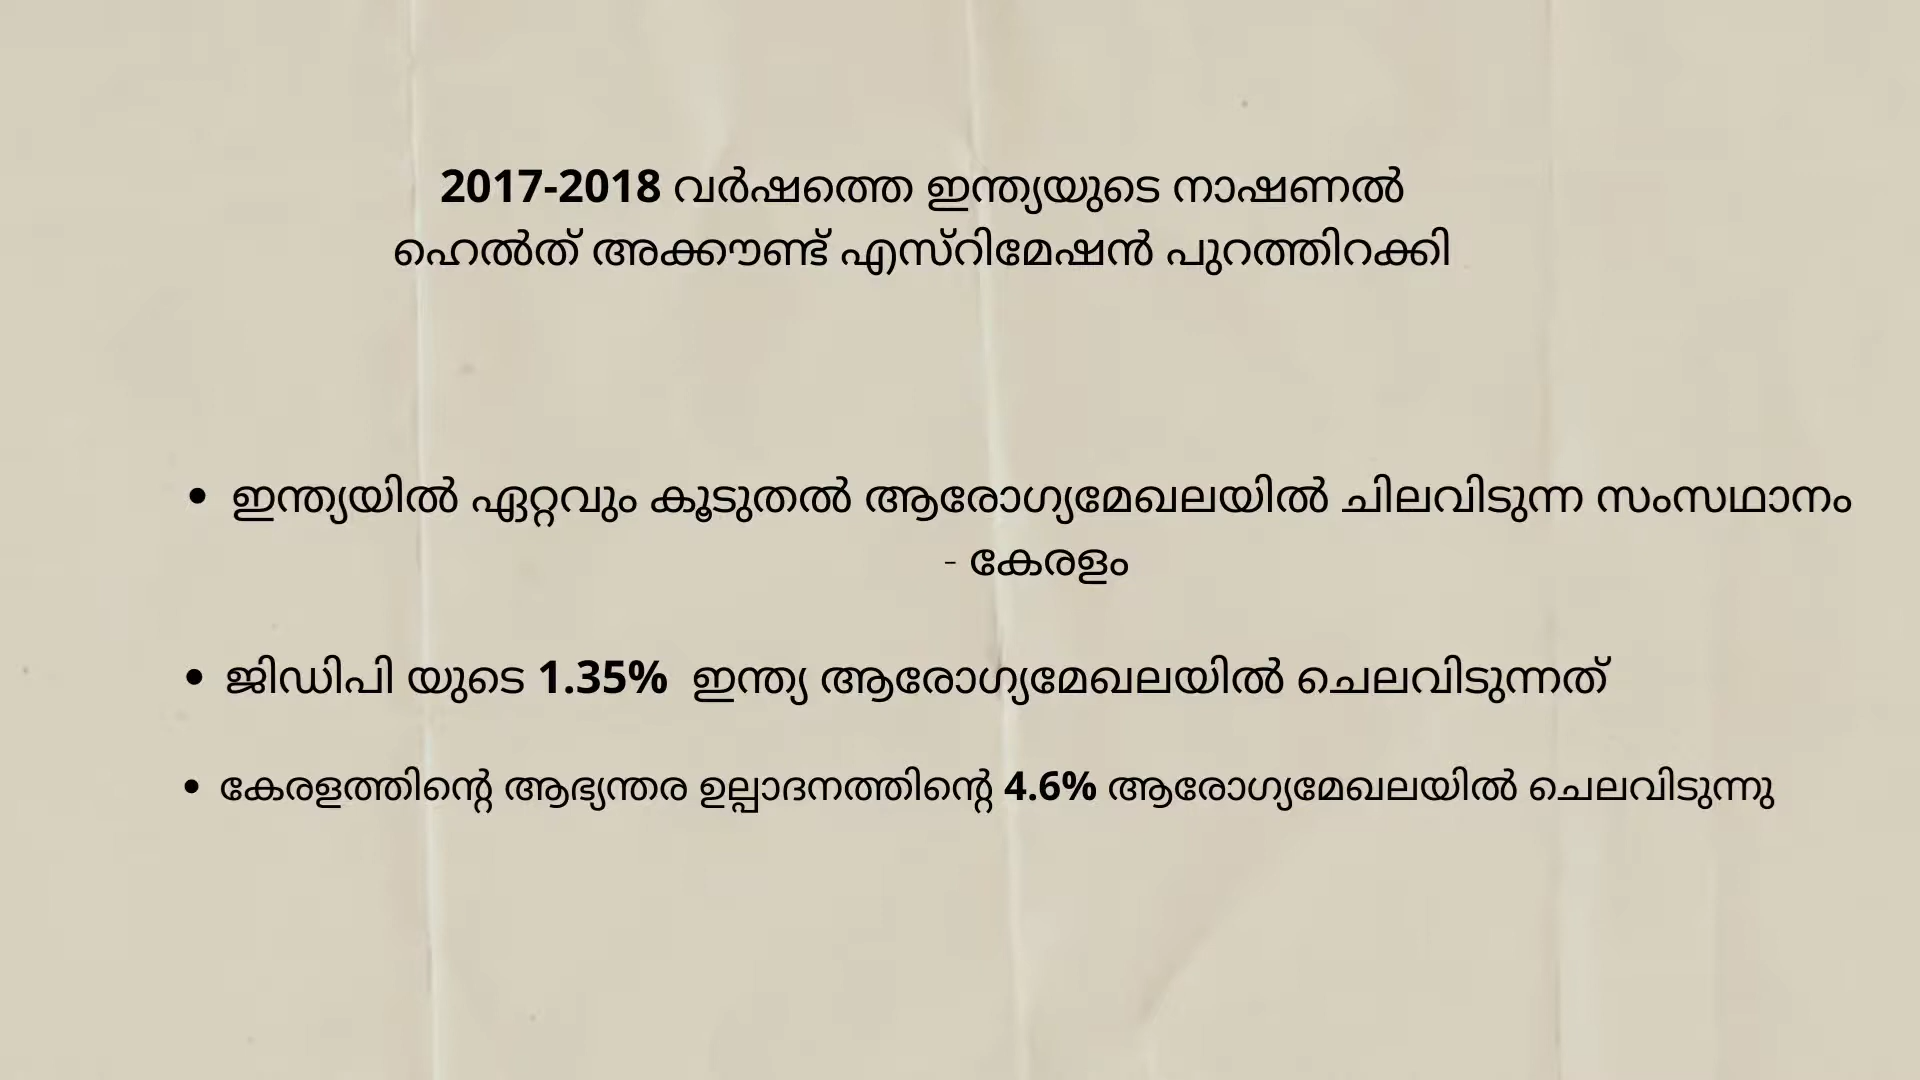 2017-2018 വർഷത്തെ ഇന്ത്യയുടെ നാഷണൽ
ഹെൽത് അക്കൗണ്ട് എസ്റിമേഷൻ പുറത്തിറക്കി
• ഇന്ത്യയിൽ ഏറ്റവും കൂടുതൽ ആരോഗ്യമേഖലയിൽ ചിലവിടുന്ന സംസഥാനം
- കേരളം
• ജിഡിപി യുടെ 1.35% ഇന്ത്യ ആരോഗ്യമേഖലയിൽ ചെലവിടുന്നത്
• കേരളത്തിന്റെ ആഭ്യന്തര ഉല്പാദനത്തിന്റെ 4.6% ആരോഗ്യമേഖലയിൽ ചെലവിടുന്നു